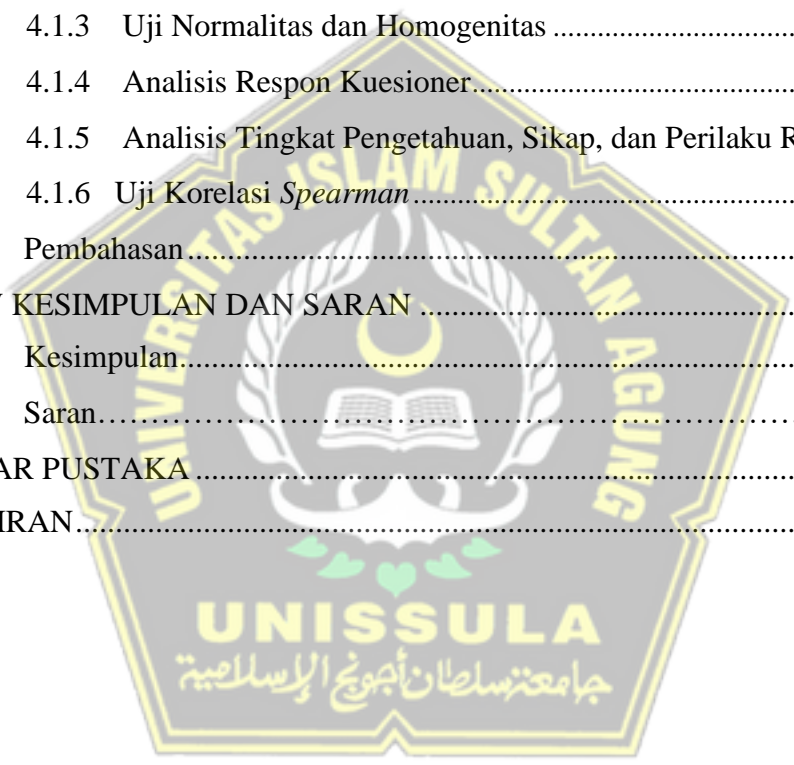 4.1.3 Uji Normalitas dan Homogenitas ........................................
4.1.4 Analisis Respon Kuesioner........................................
4.1.5 Analisis Tingkat Pengetahuan, Sikap, dan Perilaku R
4.1.6 Uji Korelasi Spearman ........................................
Pembahasan ........................................
KESIMPULAN DAN SARAN ........................................
Kesimpulan........................................
Saran........................................
AR PUSTAKA ........................................
IRAN........................................
UNIVERSITAS ISLAM SULTAN AGUNG
UNISSULA
جامعتسلطان أجونج الإسلامية